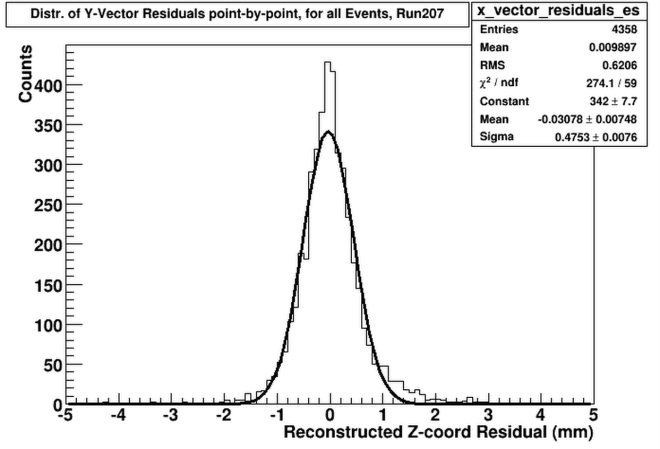 Distr. of Y-Vector Residuals point-by-point, for all Events, Run207
x_vector_residuals_es
Entries 4358
Mean 0.009897
RMS 0.6206
χ² / ndf 274.1 / 59
Constant 342 ± 7.7
Mean -0.03078 ± 0.00748
Sigma 0.4753 ± 0.0076
Counts
400
350
300
250
200
150
100
50
0
-5 -4 -3 -2 -1 0 1 2 3 4 5
Reconstructed Z-coord Residual (mm)